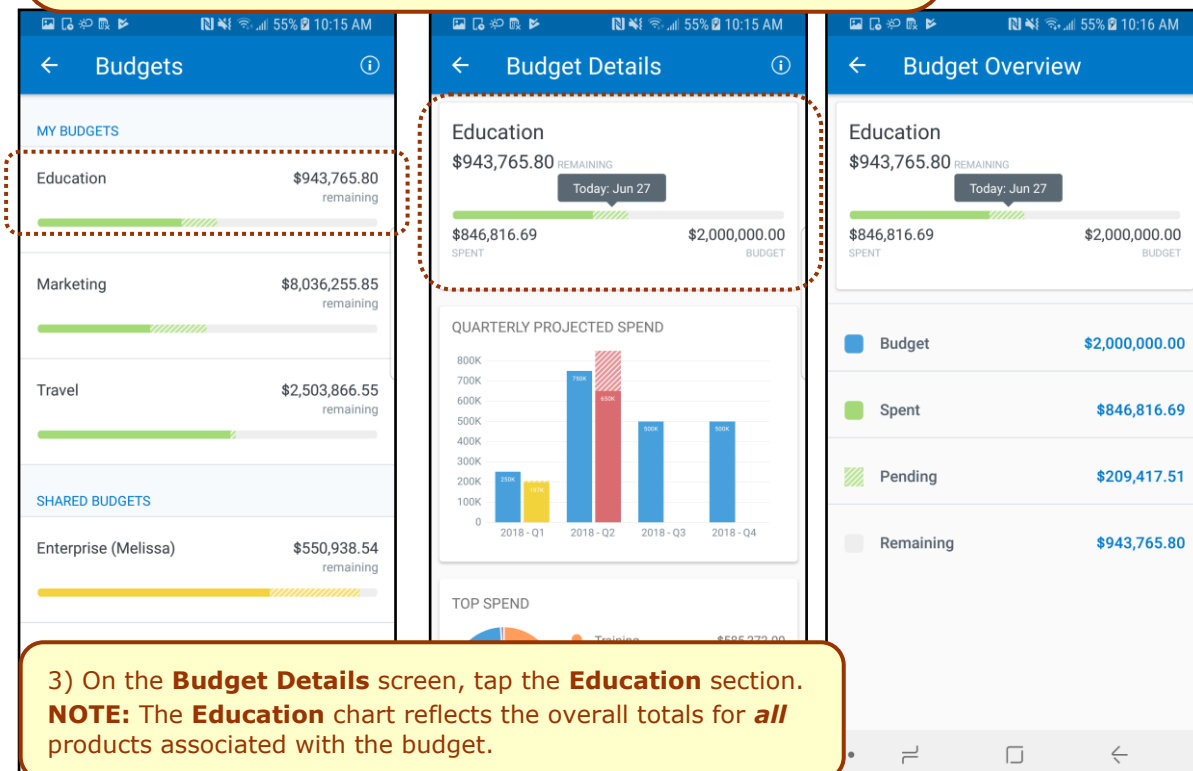 55% 10:15 AM
Budgets
MY BUDGETS
Education $943,765.80
remaining
Marketing $8,036,255.85
remaining
Travel $2,503,866.55
remaining
SHARED BUDGETS
Enterprise (Melissa) $550,938.54
remaining
55% 10:15 AM
Budget Details
Education
$943,765.80 REMAINING
Today: Jun 27
$846,816.69 $2,000,000.00
SPENT BUDGET
QUARTERLY PROJECTED SPEND
800K
700K
600K
500K
400K
300K
200K
100K
0
250K
197K
750K
650K
500K
500K
2018 - Q1 2018 - Q2 2018 - Q3 2018 - Q4
TOP SPEND
Training
55% 10:16 AM
Budget Overview
Education
$943,765.80 REMAINING
Today: Jun 27
$846,816.69 $2,000,000.00
SPENT BUDGET
Budget $2,000,000.00
Spent $846,816.69
Pending $209,417.51
Remaining $943,765.80
3) On the Budget Details screen, tap the Education section.
NOTE: The Education chart reflects the overall totals for all
products associated with the budget.